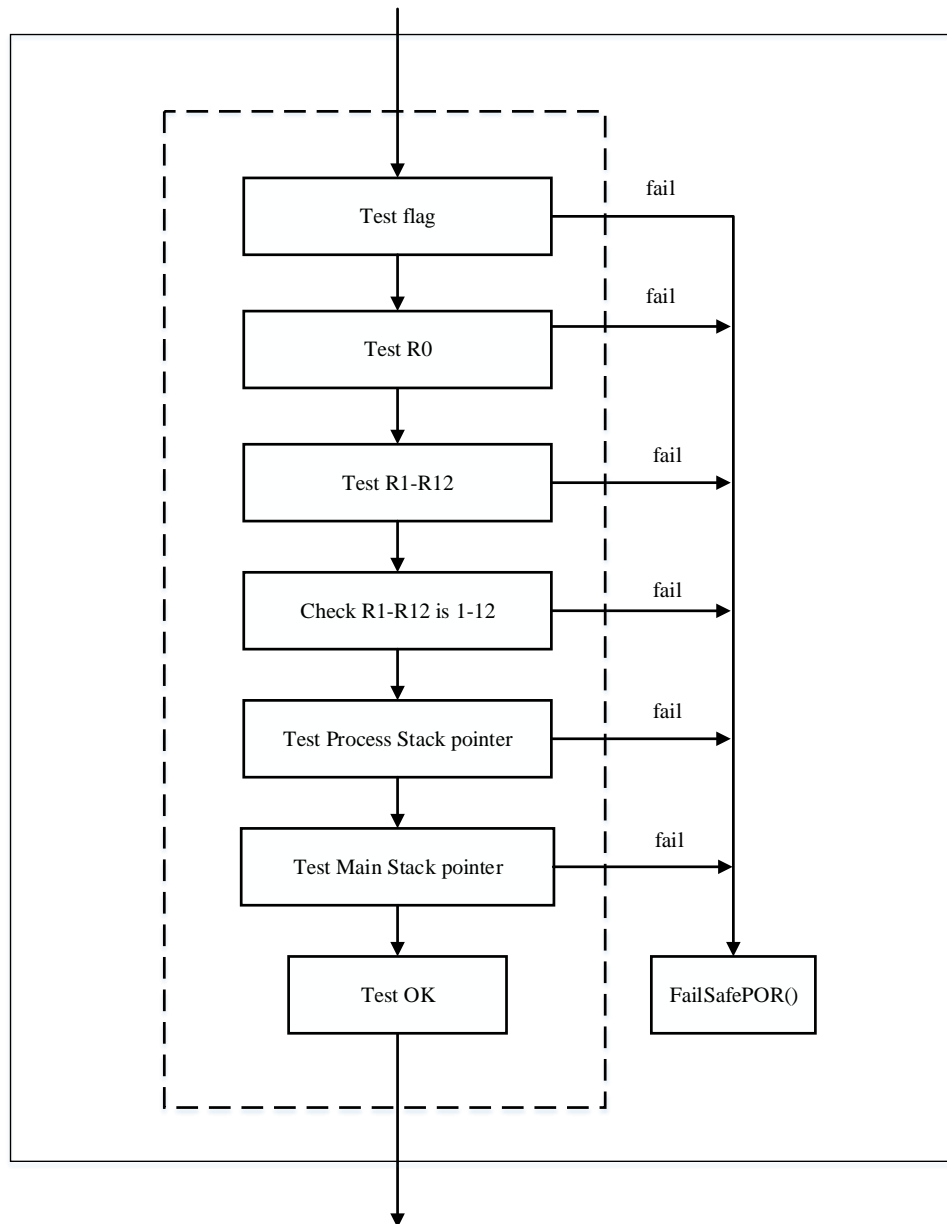 Test flag
fail
Test R0
fail
Test R1-R12
fail
Check R1-R12 is 1-12
fail
Test Process Stack pointer
fail
Test Main Stack pointer
fail
Test OK
FailSafePOR()